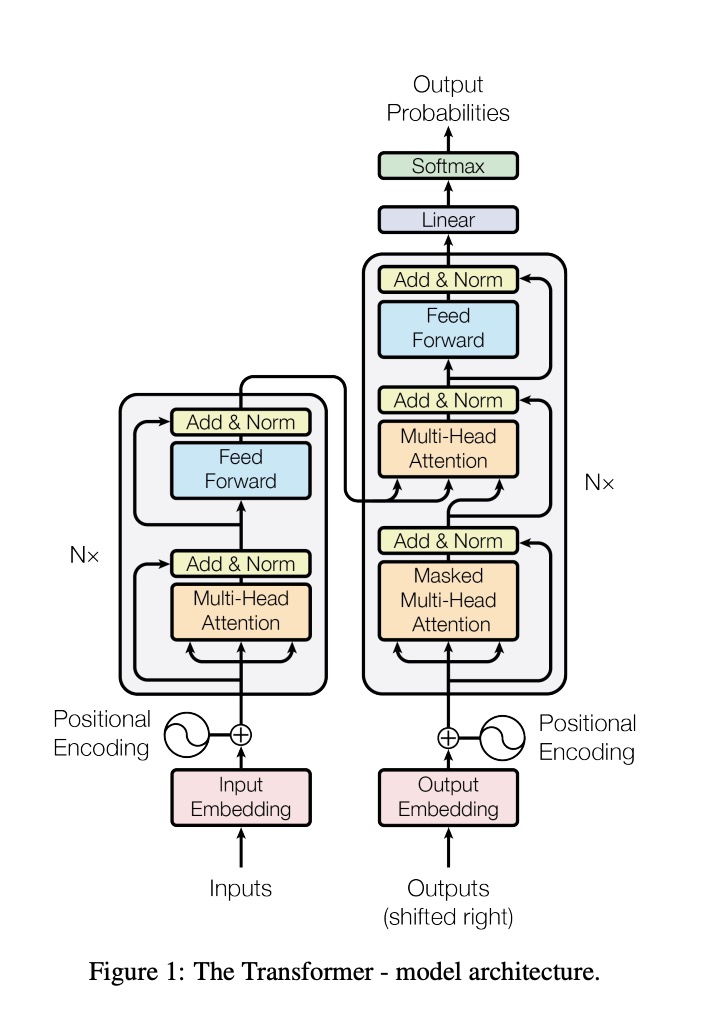 Output
Probabilities
Softmax
Linear
Add & Norm
Feed
Forward
Add & Norm
Multi-Head
Attention
Nx
Add & Norm
Masked
Multi-Head
Attention
Add & Norm
Feed
Forward
Nx
Add & Norm
Multi-Head
Attention
Positional
Encoding
Positional
Encoding
Input
Embedding
Output
Embedding
Inputs
Outputs
(shifted right)
Figure 1: The Transformer - model architecture.